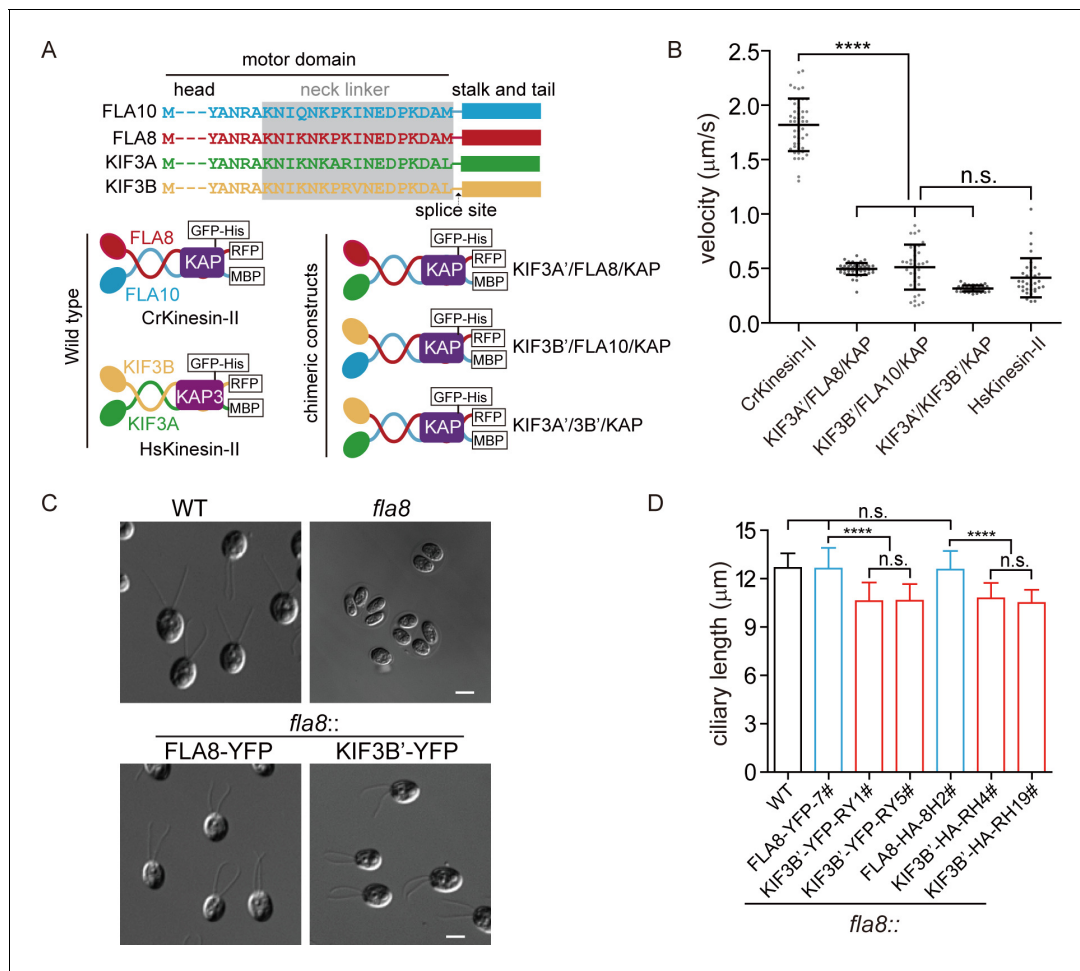 A
motor domain
head neck linker stalk and tail
FLA10 M---YANRAKNIQNKPKINEDPKDAM
FLA8 M---YANRAKNIKNKPKINEDPKDAM
KIF3A M---YANRAKNIKNKARINEDPKDAL
KIF3B M---YANRAKNIKNKPRVNEDPKDAL
splice site
Wild type
FLA8
GFP-His
KAP
RFP
MBP
FLA10
CrKinesin-II
KIF3B
GFP-His
KAP3
RFP
MBP
KIF3A
HsKinesin-II
chimeric constructs
GFP-His
KAP
RFP
MBP
KIF3A'/FLA8/KAP
GFP-His
KAP
RFP
MBP
KIF3B'/FLA10/KAP
GFP-His
KAP
RFP
MBP
KIF3A'/3B'/KAP
B
velocity (μm/s)
2.5
2.0
1.5
1.0
0.5
0.0
****
n.s.
CrKinesin-II
KIF3A'/FLA8/KAP
KIF3B'/FLA10/KAP
KIF3A'/KIF3B'/KAP
HsKinesin-II
C
WT
fla8
fla8::
FLA8-YFP
KIF3B'-YFP
D
ciliary length (μm)
15
12
9
6
3
0
n.s.
****
n.s.
****
n.s.
WT
FLA8-YFP-7#
KIF3B'-YFP-RY1#
KIF3B'-YFP-RY5#
FLA8-HA-8H2#
KIF3B'-HA-RH4#
KIF3B'-HA-RH19#
fla8::